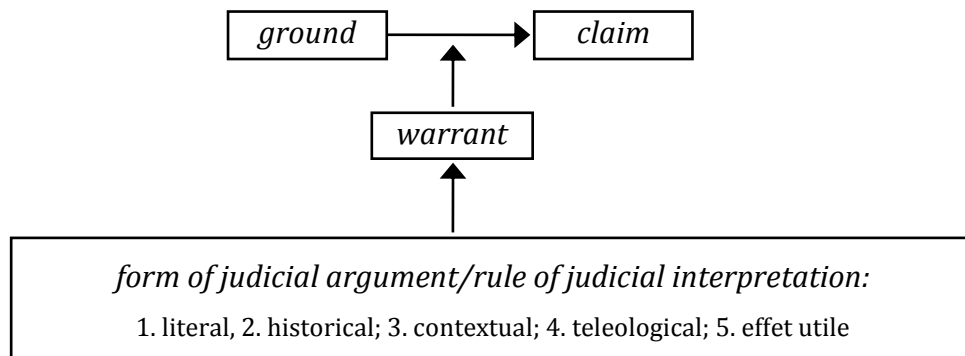 ground
claim
warrant
form of judicial argument/rule of judicial interpretation:
1. literal, 2. historical; 3. contextual; 4. teleological; 5. effet utile